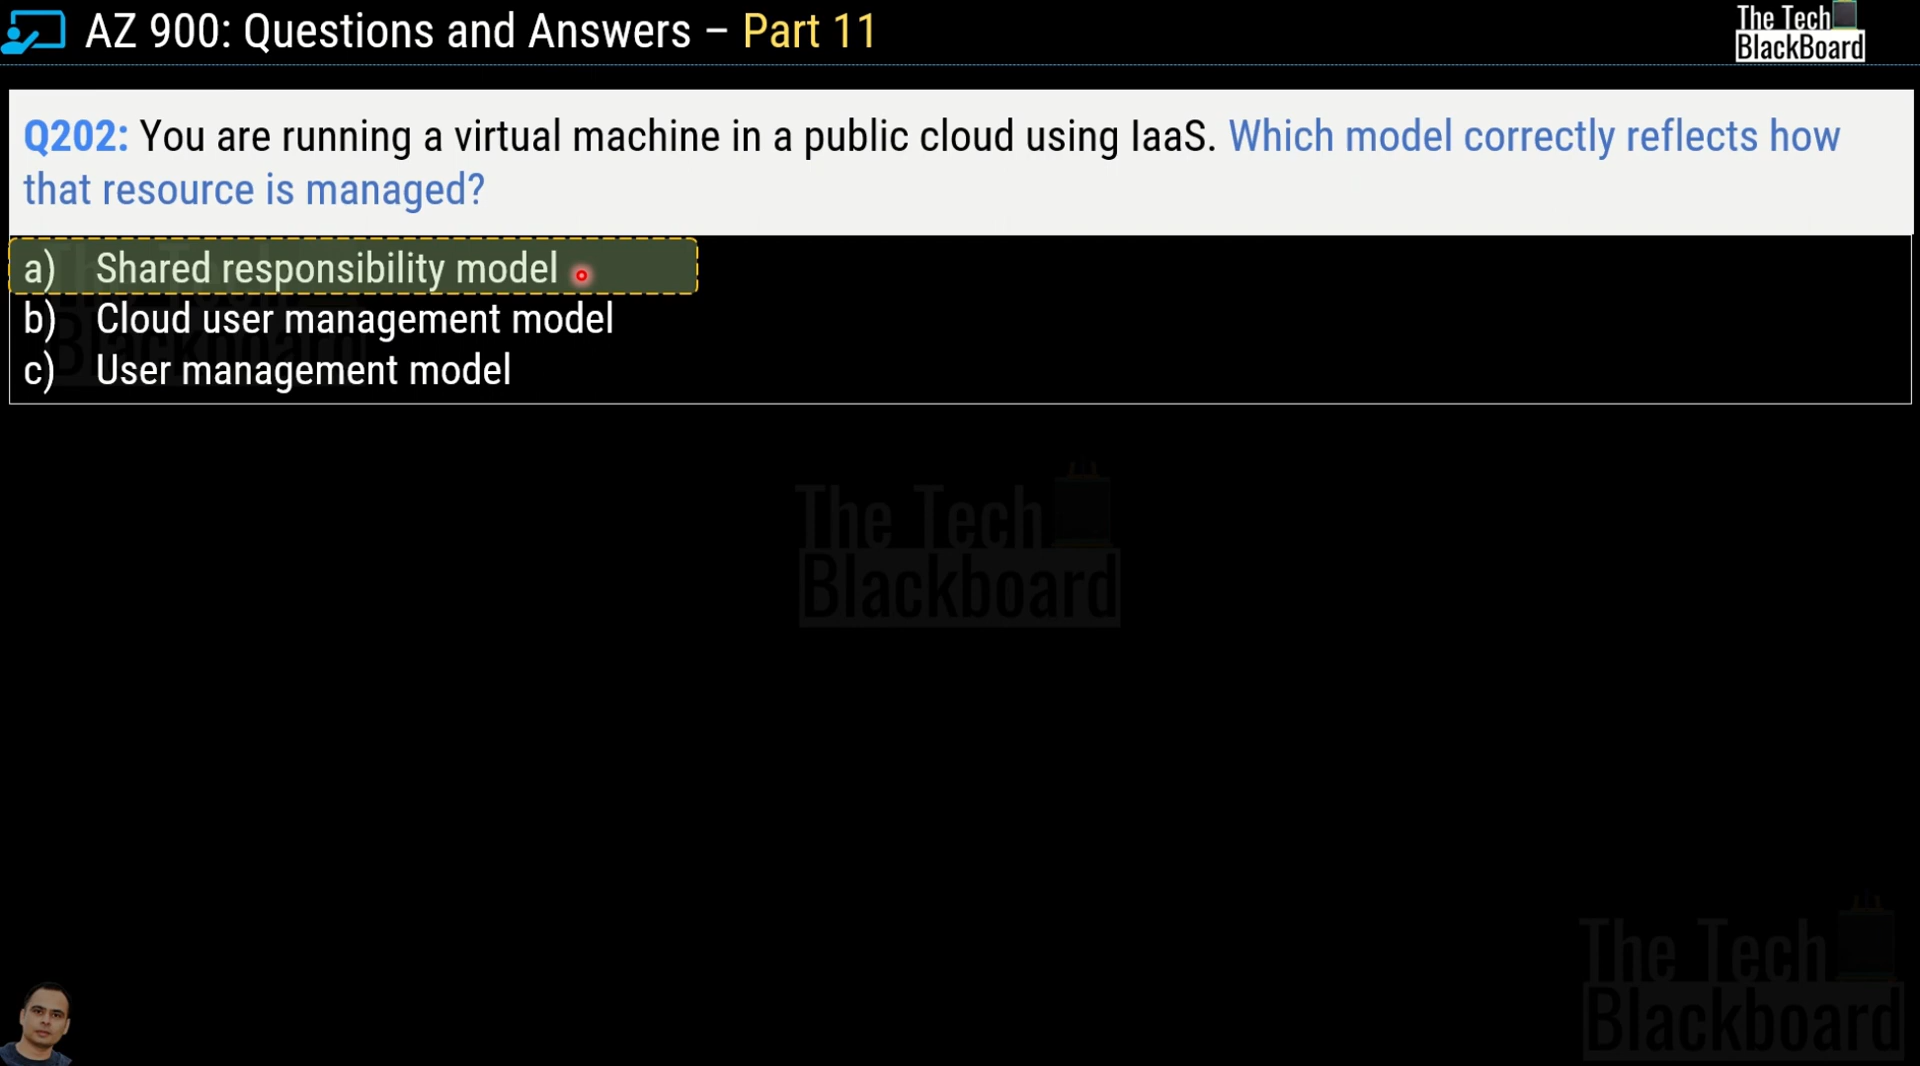 AZ 900: Questions and Answers – Part 11
The Tech
BlackBoard
Q202: You are running a virtual machine in a public cloud using IaaS. Which model correctly reflects how
that resource is managed?
a) Shared responsibility model
b) Cloud user management model
c) User management model
The Tech
Blackboard
The Tech
Blackboard